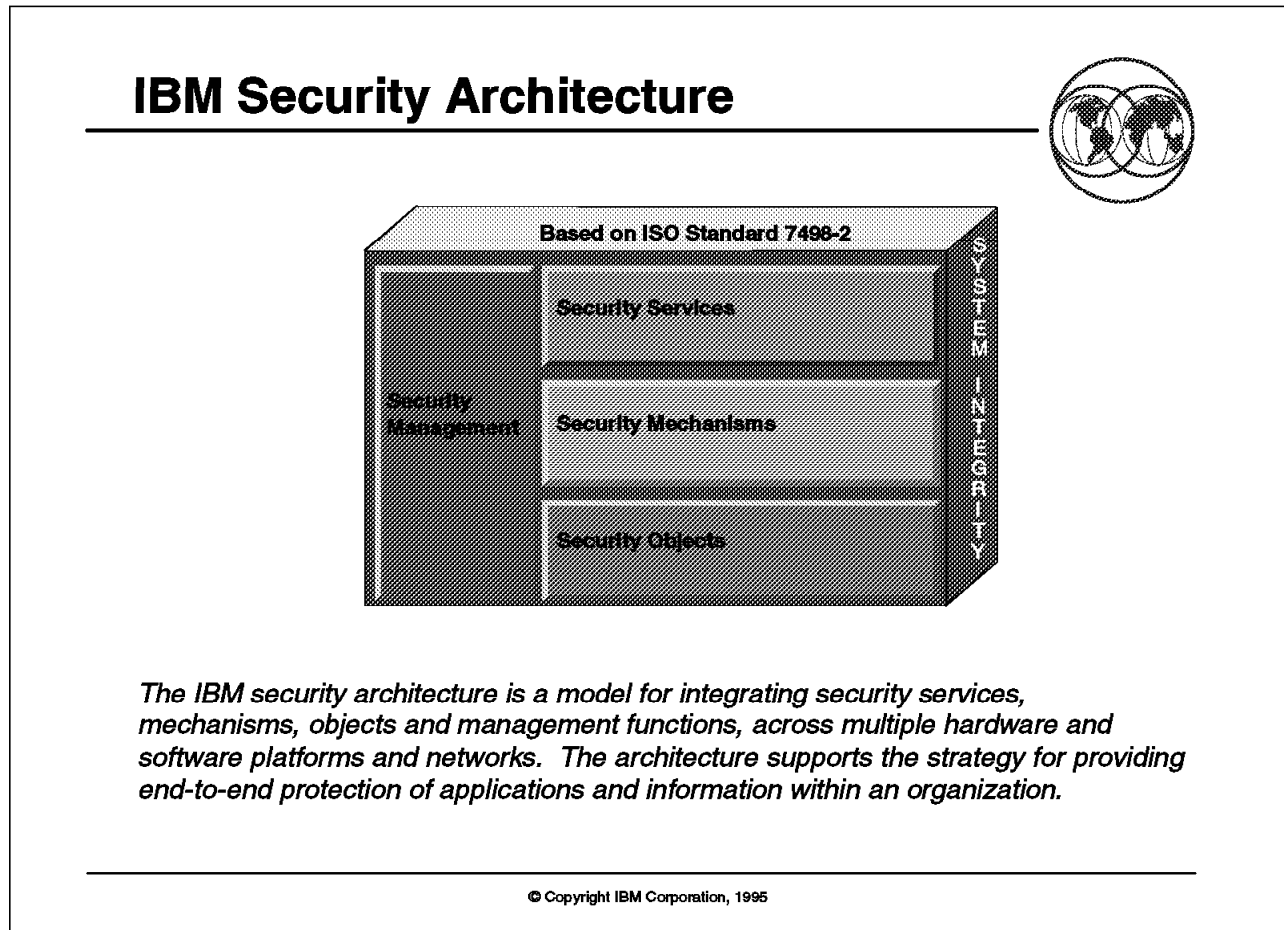 IBM Security Architecture
Based on ISO Standard 7498-2
SYSTEM INTEGRITY
Security Services
Security
Management
Security Mechanisms
Security Objects
The IBM security architecture is a model for integrating security services,
mechanisms, objects and management functions, across multiple hardware and
software platforms and networks.  The architecture supports the strategy for providing
end-to-end protection of applications and information within an organization.
© Copyright IBM Corporation, 1995